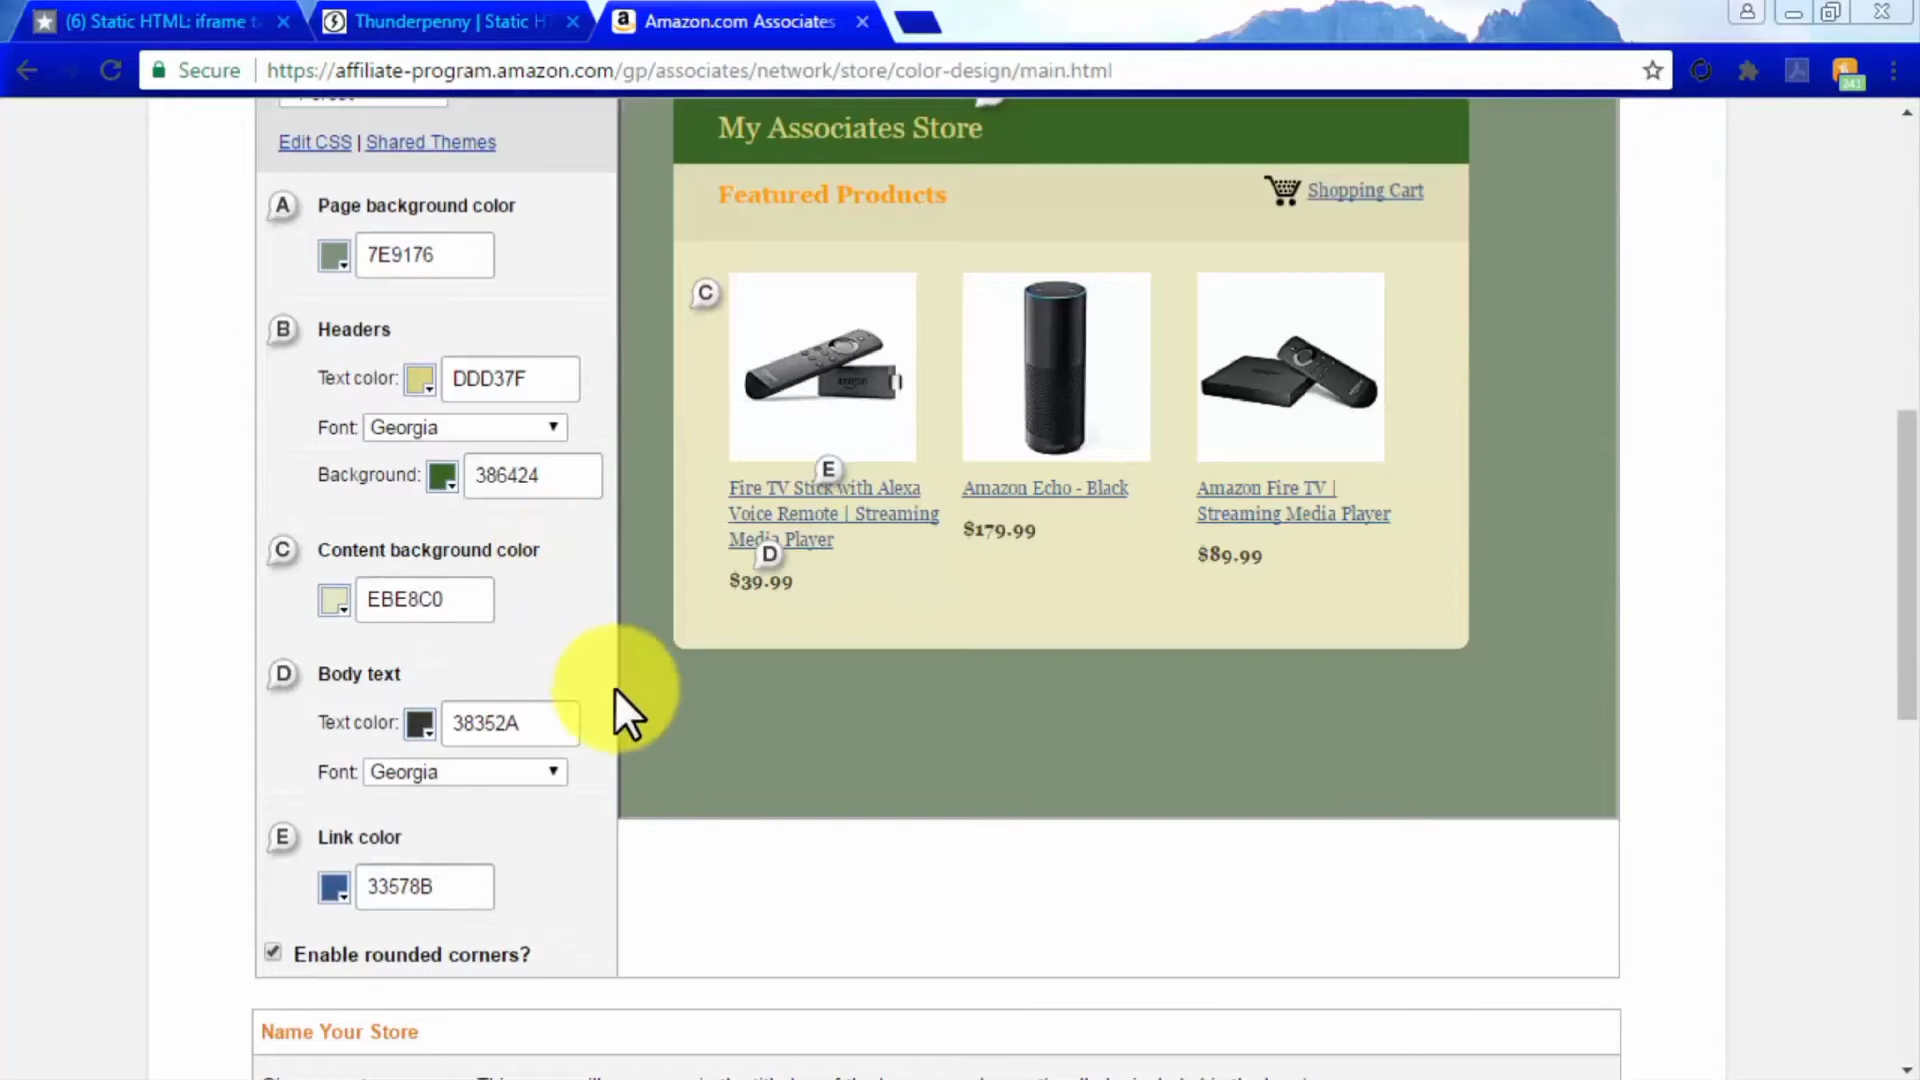 (6) Static HTML: iframe t
Thunderpenny | Static H
Amazon.com Associates
Secure
https://affiliate-program.amazon.com/gp/associates/network/store/color-design/main.html
241
Edit CSS | Shared Themes
A Page background color
7E9176
B Headers
Text color: DDD37F
Font: Georgia
Background: 386424
C Content background color
EBE8C0
D Body text
Text color: 38352A
Font: Georgia
E Link color
33578B
Enable rounded corners?
My Associates Store
Featured Products
Shopping Cart
C
E
Fire TV Stick with Alexa
Voice Remote | Streaming
Media Player
D
$39.99
Amazon Echo - Black
$179.99
Amazon Fire TV |
Streaming Media Player
$89.99
Name Your Store